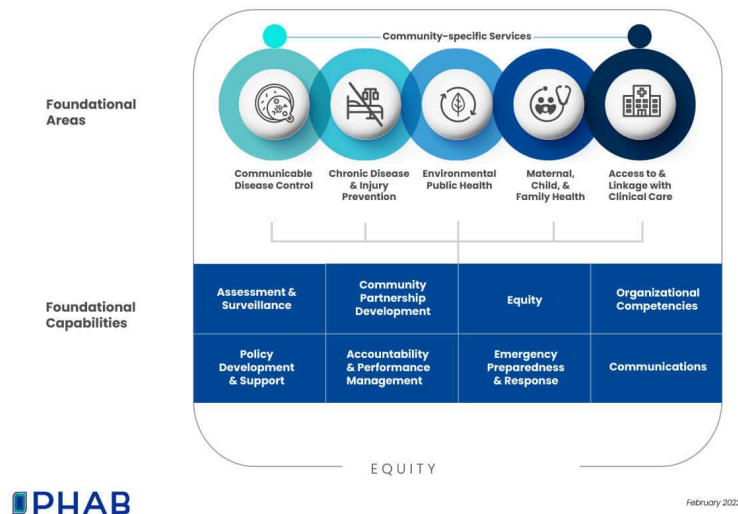 Community-specific Services
Foundational
Areas
Communicable
Disease Control
Chronic Disease
& Injury
Prevention
Environmental
Public Health
Maternal,
Child, &
Family Health
Access to &
Linkage with
Clinical Care
Foundational
Capabilities
Assessment &
Surveillance
Community
Partnership
Development
Equity
Organizational
Competencies
Policy
Development
& Support
Accountability
& Performance
Management
Emergency
Preparedness
& Response
Communications
EQUITY
PHAB
February 2022